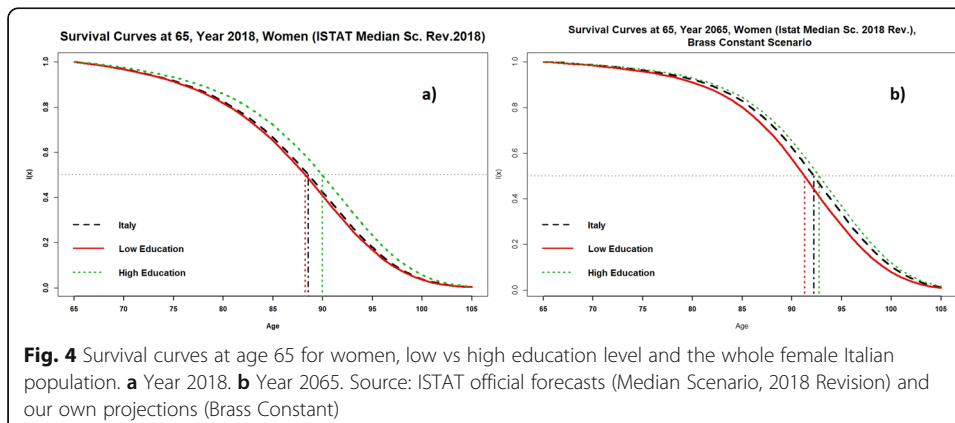 Survival Curves at 65, Year 2018, Women (ISTAT Median Sc. Rev.2018)
a)
l(x)
1.0
0.8
0.6
0.4
0.2
0.0
Italy
Low Education
High Education
65 70 75 80 85 90 95 100 105
Age
Survival Curves at 65, Year 2065, Women (Istat Median Sc. 2018 Rev.),
Brass Constant Scenario
b)
l(x)
1.0
0.8
0.6
0.4
0.2
0.0
Italy
Low Education
High Education
65 70 75 80 85 90 95 100 105
Age
Fig. 4 Survival curves at age 65 for women, low vs high education level and the whole female Italian
population. a Year 2018. b Year 2065. Source: ISTAT official forecasts (Median Scenario, 2018 Revision) and
our own projections (Brass Constant)